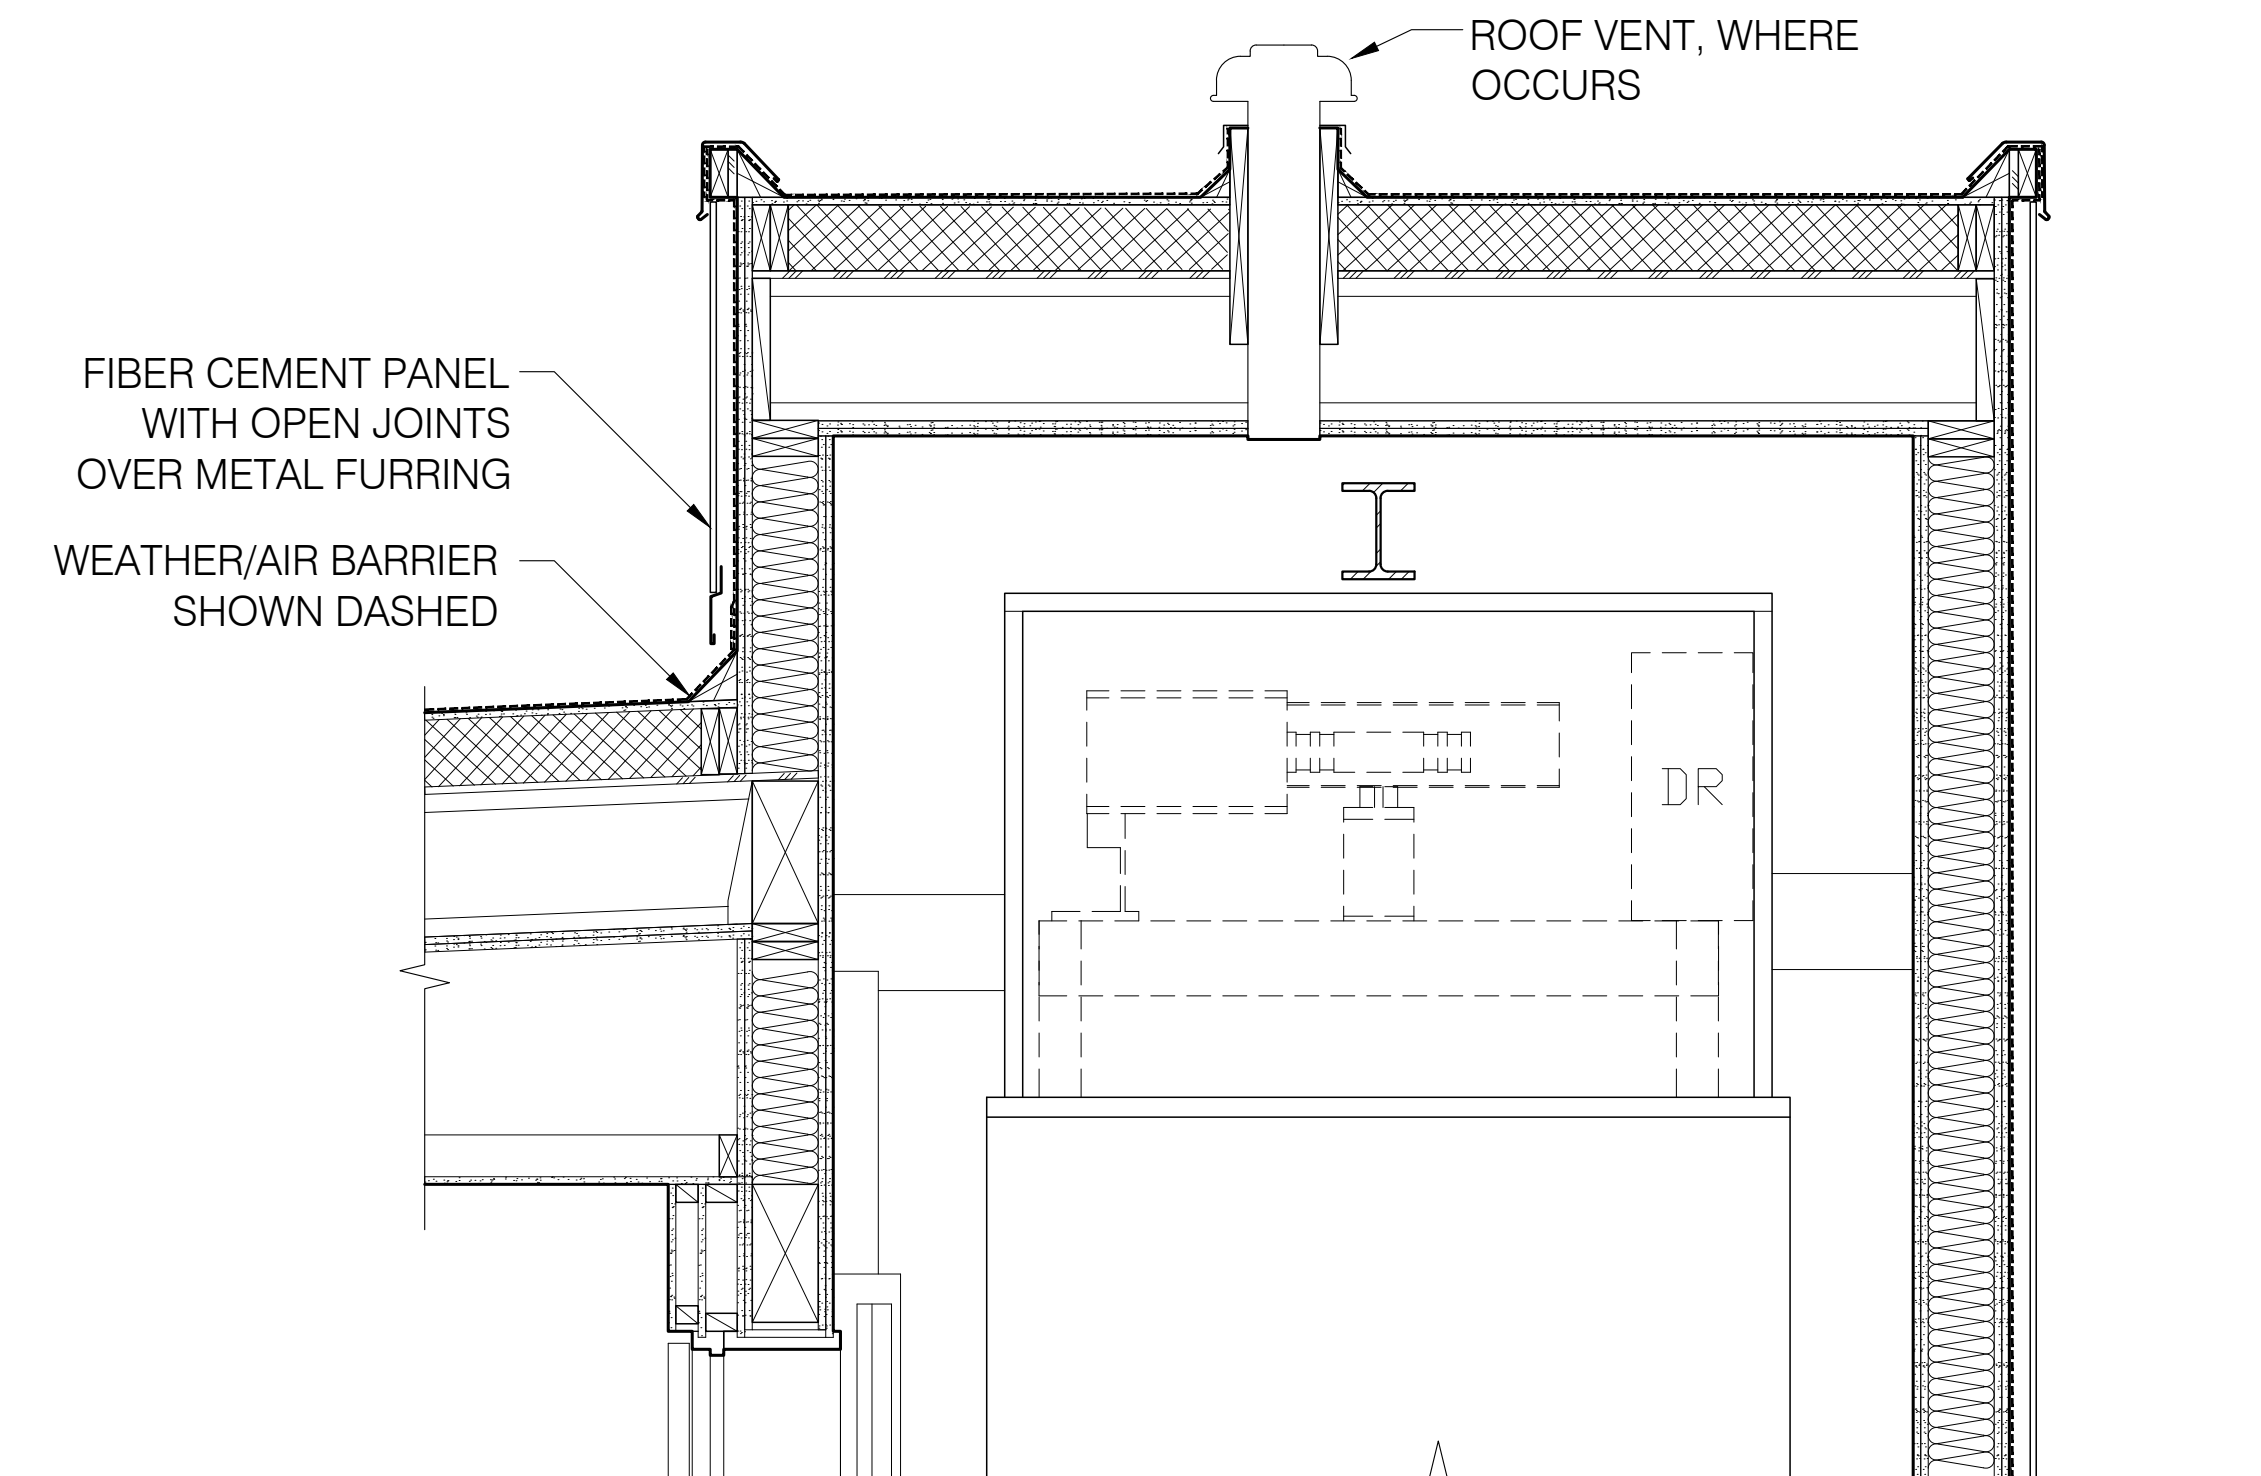 ROOF VENT, WHERE
OCCURS
FIBER CEMENT PANEL
WITH OPEN JOINTS
OVER METAL FURRING
WEATHER/AIR BARRIER
SHOWN DASHED
DR